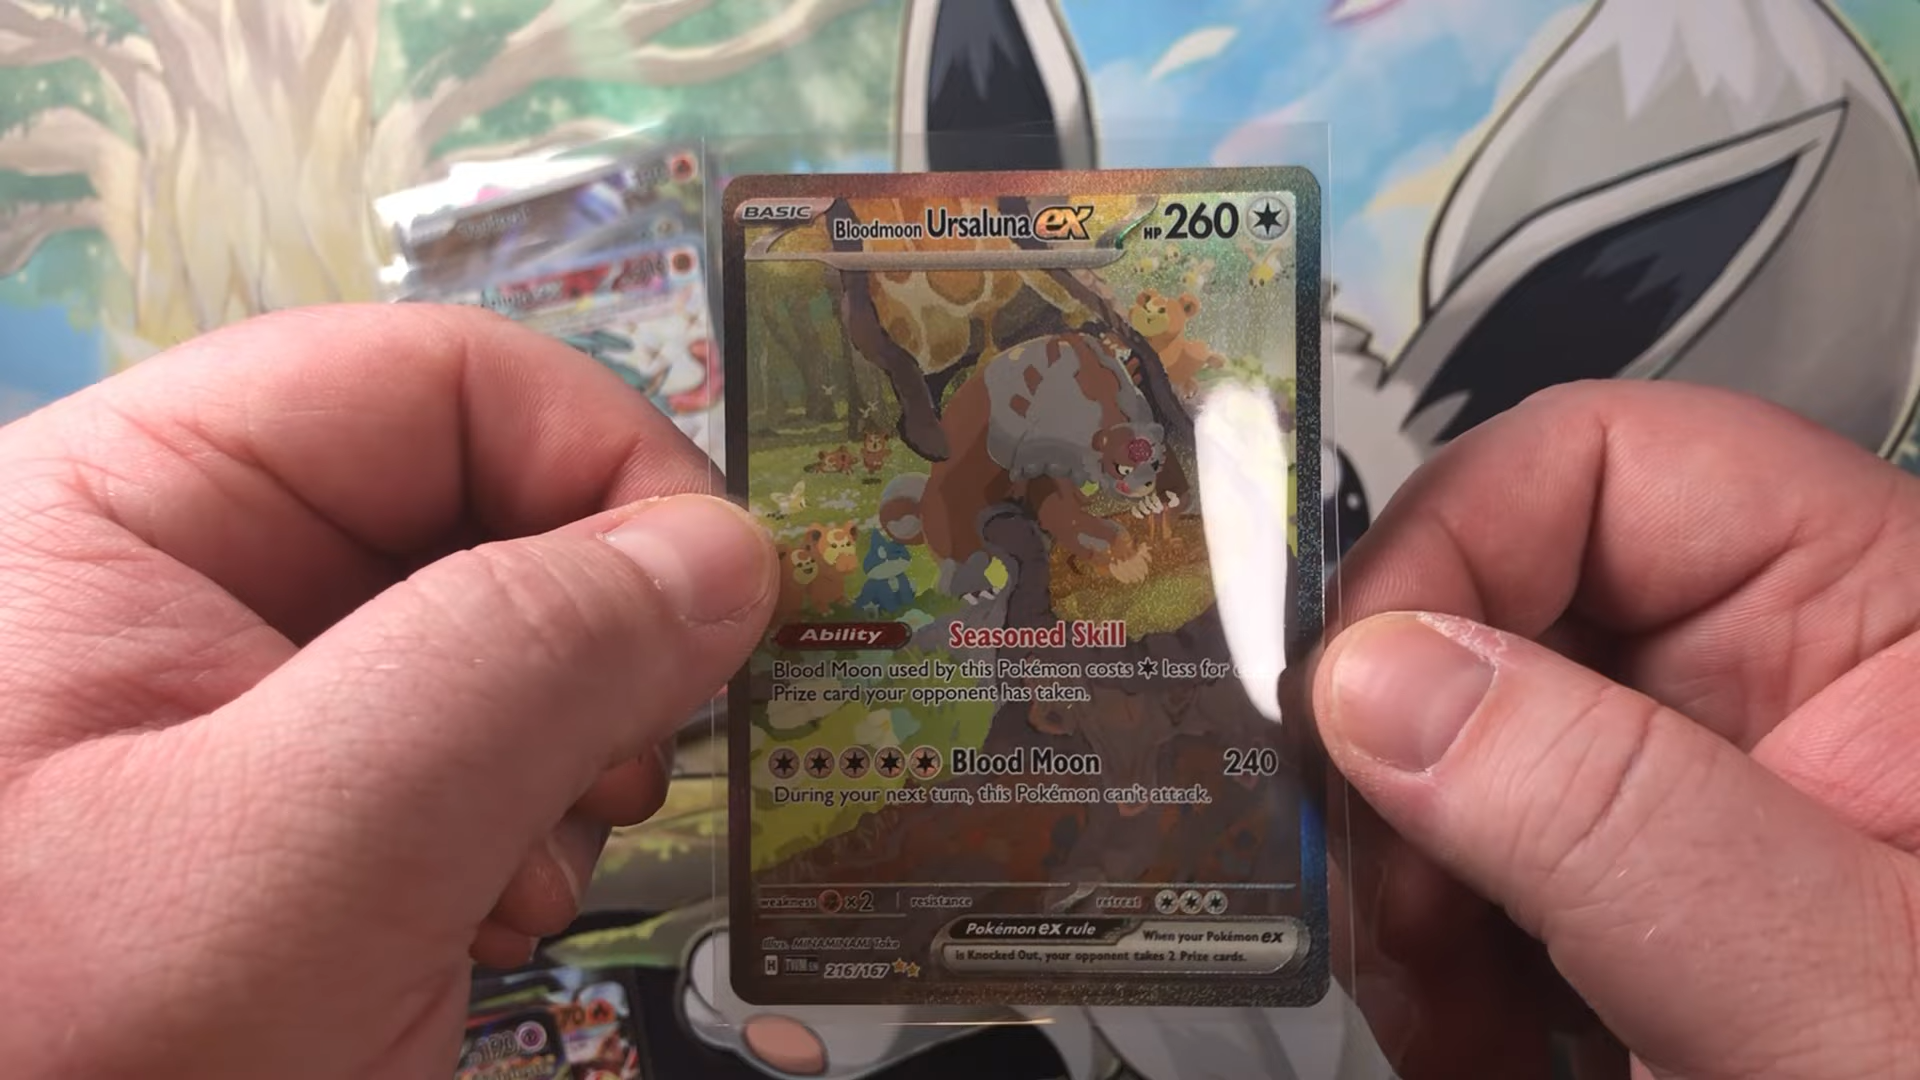 BASIC
Bloodmoon Ursaluna ex HP 260
Ability Seasoned Skill
Blood Moon used by this Pokémon costs less for
Prize card your opponent has taken.
Blood Moon 240
During your next turn, this Pokémon can't attack.
weakness ×2 resistance retreat
Pokémon ex rule When your Pokémon ex
is Knocked Out, your opponent takes 2 Prize cards.
Illus. MINAMINAMI Take
H TWM EN 216/167
70